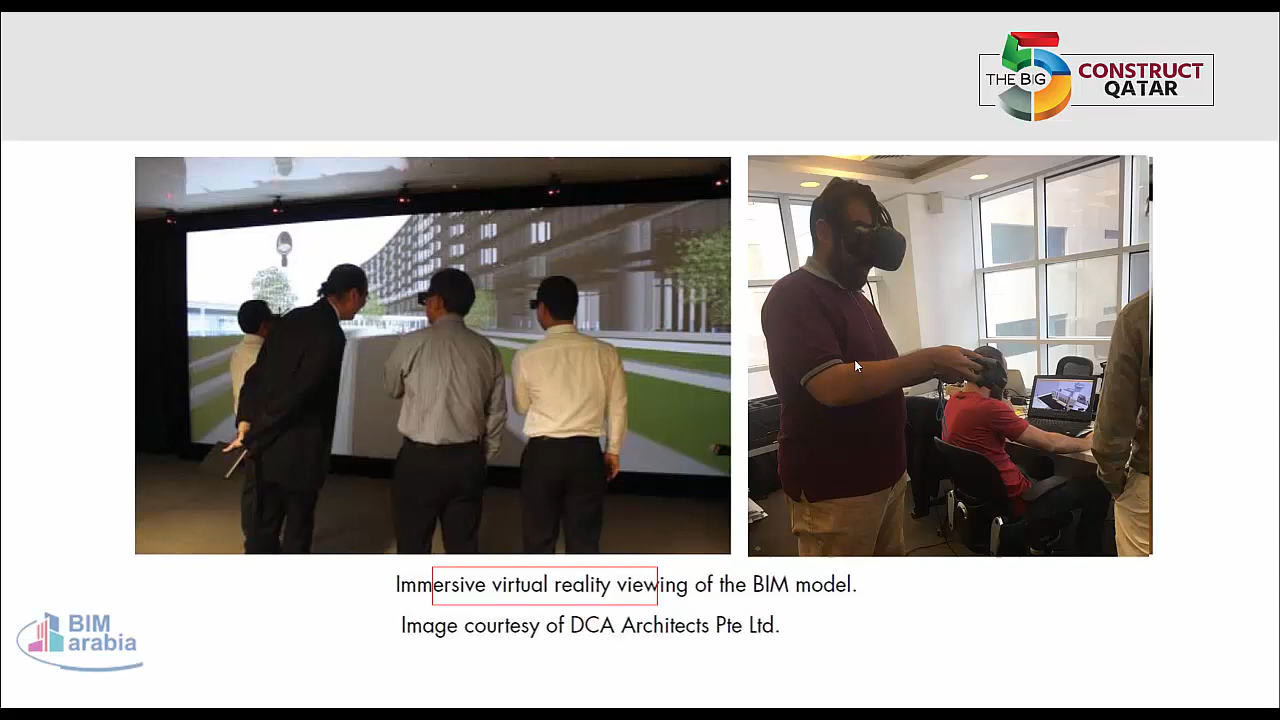 THE BIG 5
CONSTRUCT
QATAR
Immersive virtual reality viewing of the BIM model.
Image courtesy of DCA Architects Pte Ltd.
BIM
arabia